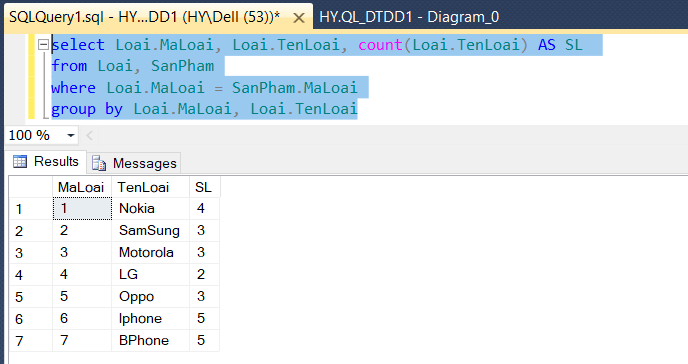 SQLQuery1.sql - HY...DD1 (HY\Dell (53))* HY.QL_DTDD1 - Diagram_0
select Loai.MaLoai, Loai.TenLoai, count(Loai.TenLoai) AS SL
from Loai, SanPham
where Loai.MaLoai = SanPham.MaLoai
group by Loai.MaLoai, Loai.TenLoai
100 %
Results Messages
MaLoai TenLoai SL
1 1 Nokia 4
2 2 SamSung 3
3 3 Motorola 3
4 4 LG 2
5 5 Oppo 3
6 6 Iphone 5
7 7 BPhone 5